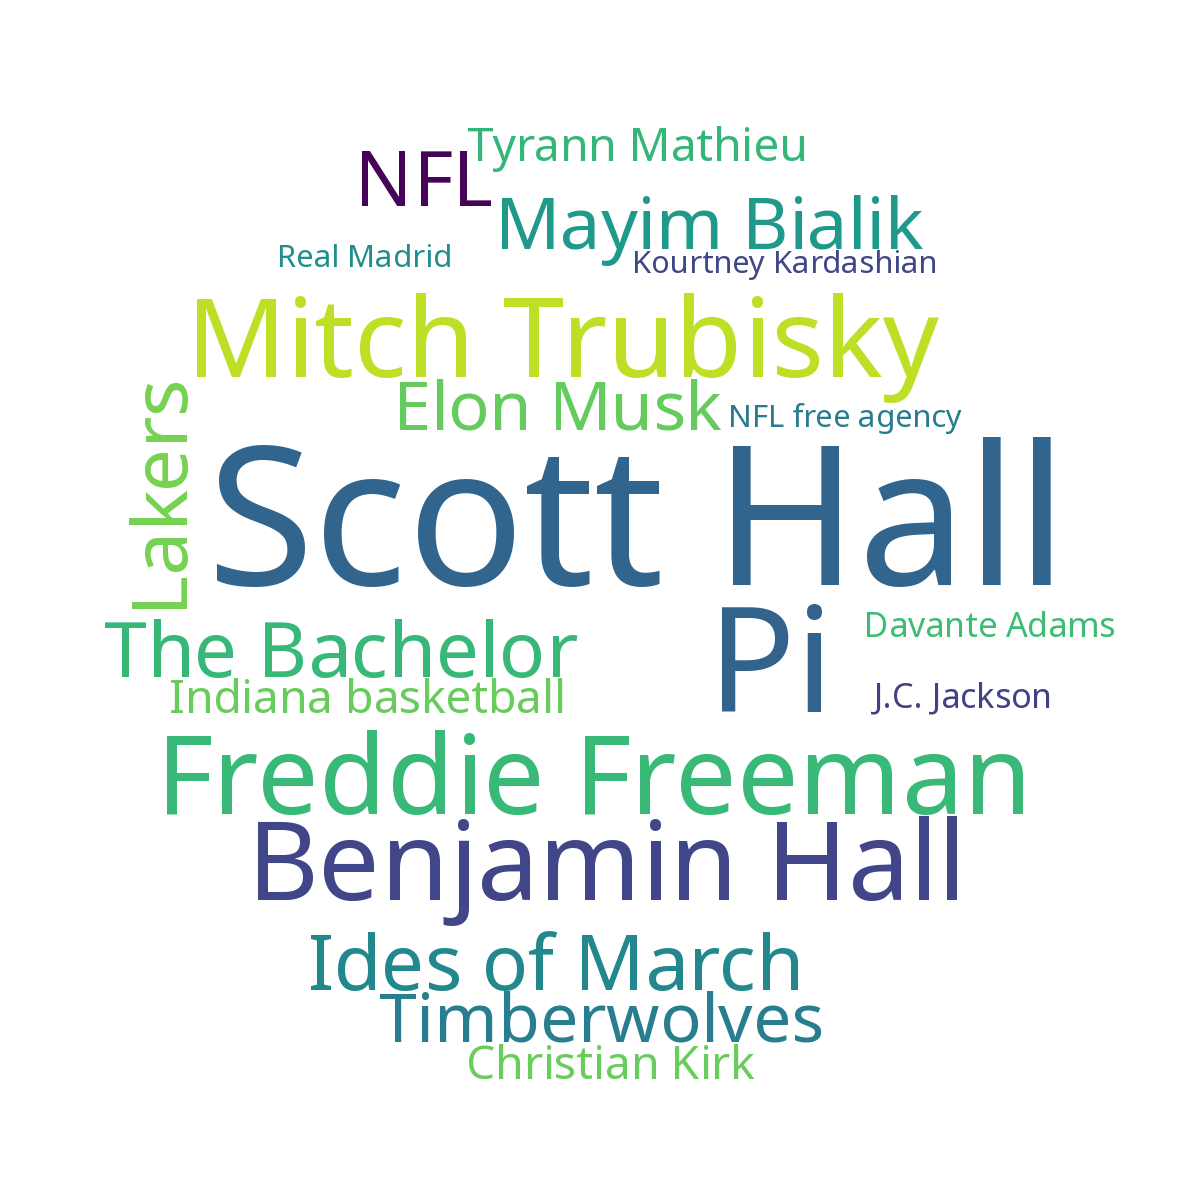 Tyrann Mathieu
NFL
Mayim Bialik
Real Madrid
Kourtney Kardashian
Mitch Trubisky
Elon Musk
NFL free agency
Lakers
Scott Hall
Pi
Davante Adams
The Bachelor
Indiana basketball
J.C. Jackson
Freddie Freeman
Benjamin Hall
Ides of March
Timberwolves
Christian Kirk